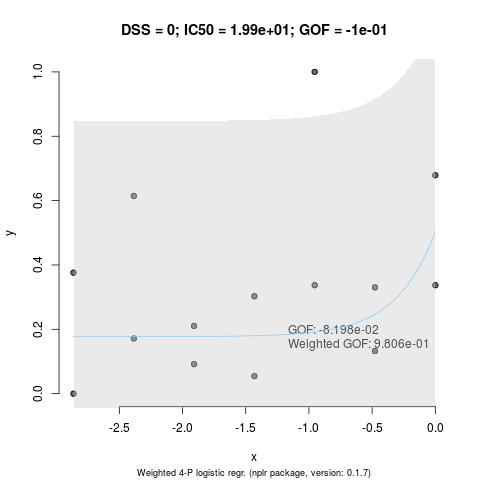 DSS = 0; IC50 = 1.99e+01; GOF = -1e-01
1.0
0.8
0.6
0.4
0.2
0.0
y
GOF: -8.198e-02
Weighted GOF: 9.806e-01
-2.5 -2.0 -1.5 -1.0 -0.5 0.0
x
Weighted 4-P logistic regr. (nplr package, version: 0.1.7)